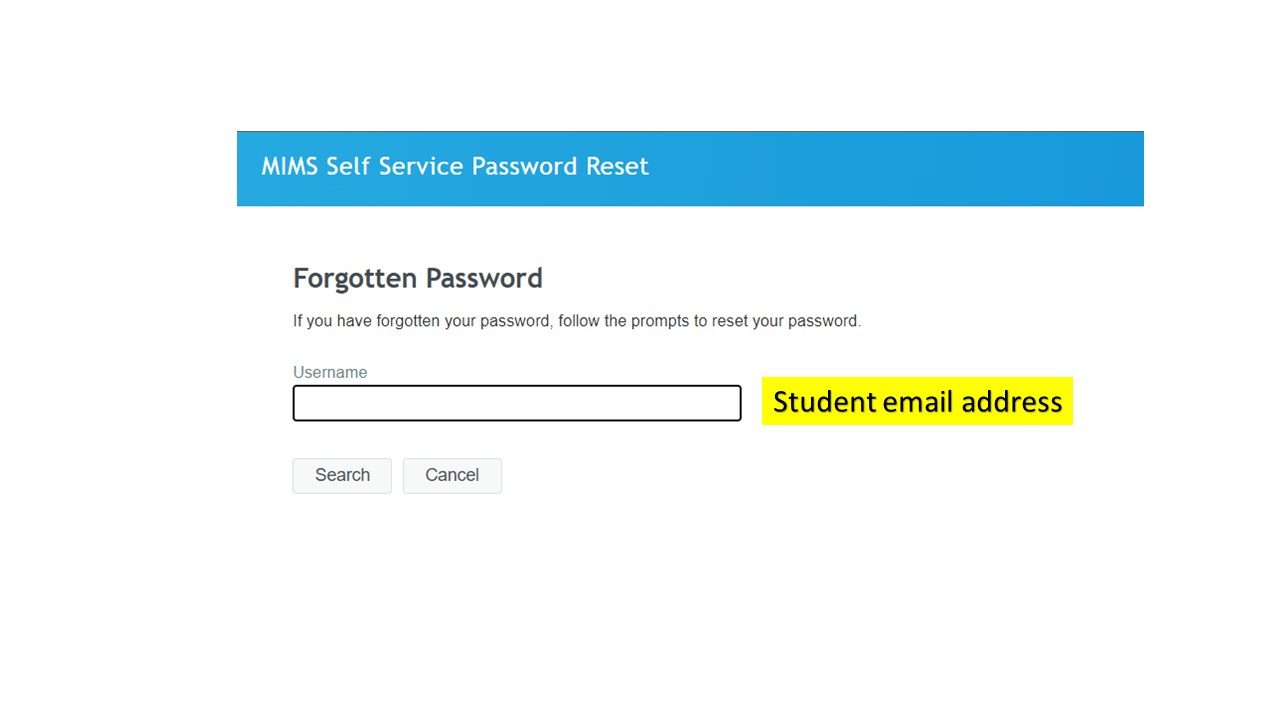 MIMS Self Service Password Reset
Forgotten Password
If you have forgotten your password, follow the prompts to reset your password.
Username
Student email address
Search Cancel